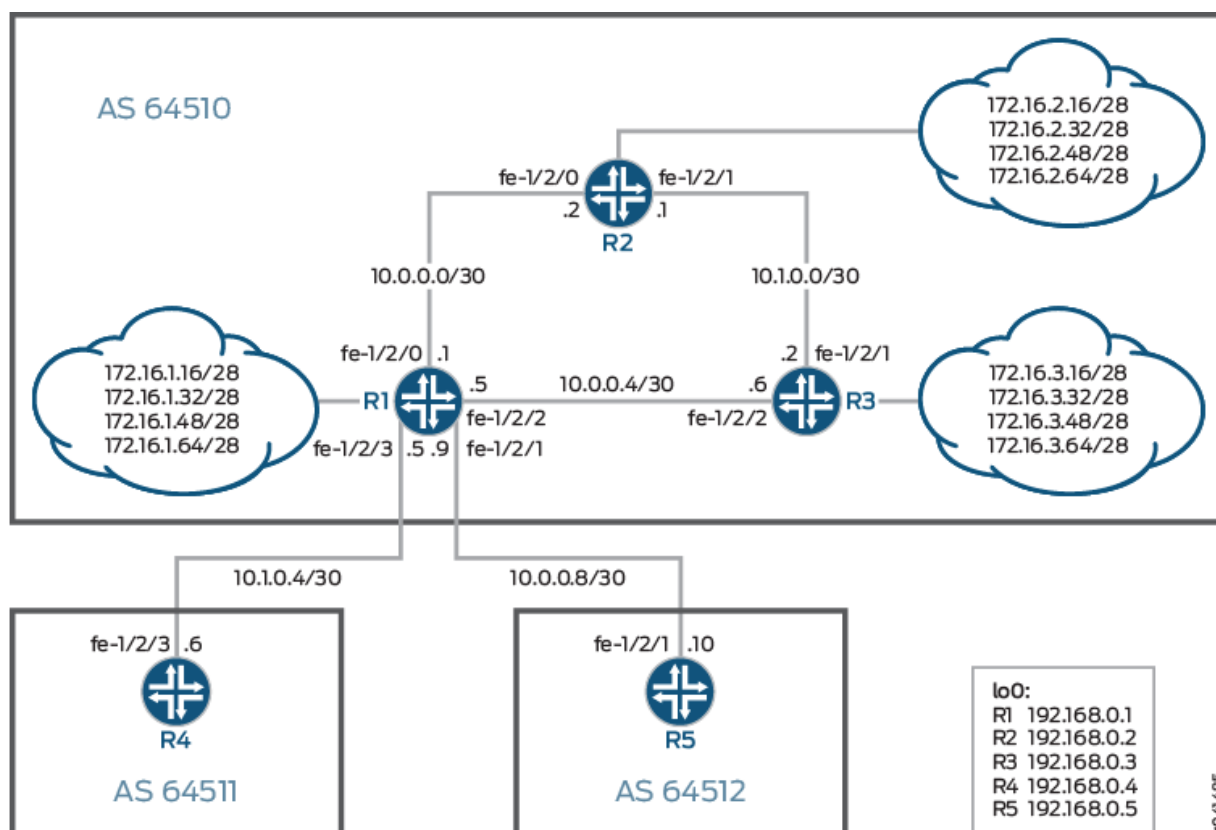 AS 64510
172.16.2.16/28
172.16.2.32/28
172.16.2.48/28
172.16.2.64/28
fe-1/2/0
fe-1/2/1
.2
.1
R2
10.0.0.0/30
10.1.0.0/30
172.16.1.16/28
172.16.1.32/28
172.16.1.48/28
172.16.1.64/28
fe-1/2/0
.1
.2
fe-1/2/1
R1
.5
10.0.0.4/30
.6
R3
fe-1/2/2
fe-1/2/2
172.16.3.16/28
172.16.3.32/28
172.16.3.48/28
172.16.3.64/28
fe-1/2/3
.5
.9
fe-1/2/1
10.1.0.4/30
10.0.0.8/30
fe-1/2/3
.6
fe-1/2/1
.10
R4
R5
AS 64511
AS 64512
lo0:
R1 192.168.0.1
R2 192.168.0.2
R3 192.168.0.3
R4 192.168.0.4
R5 192.168.0.5